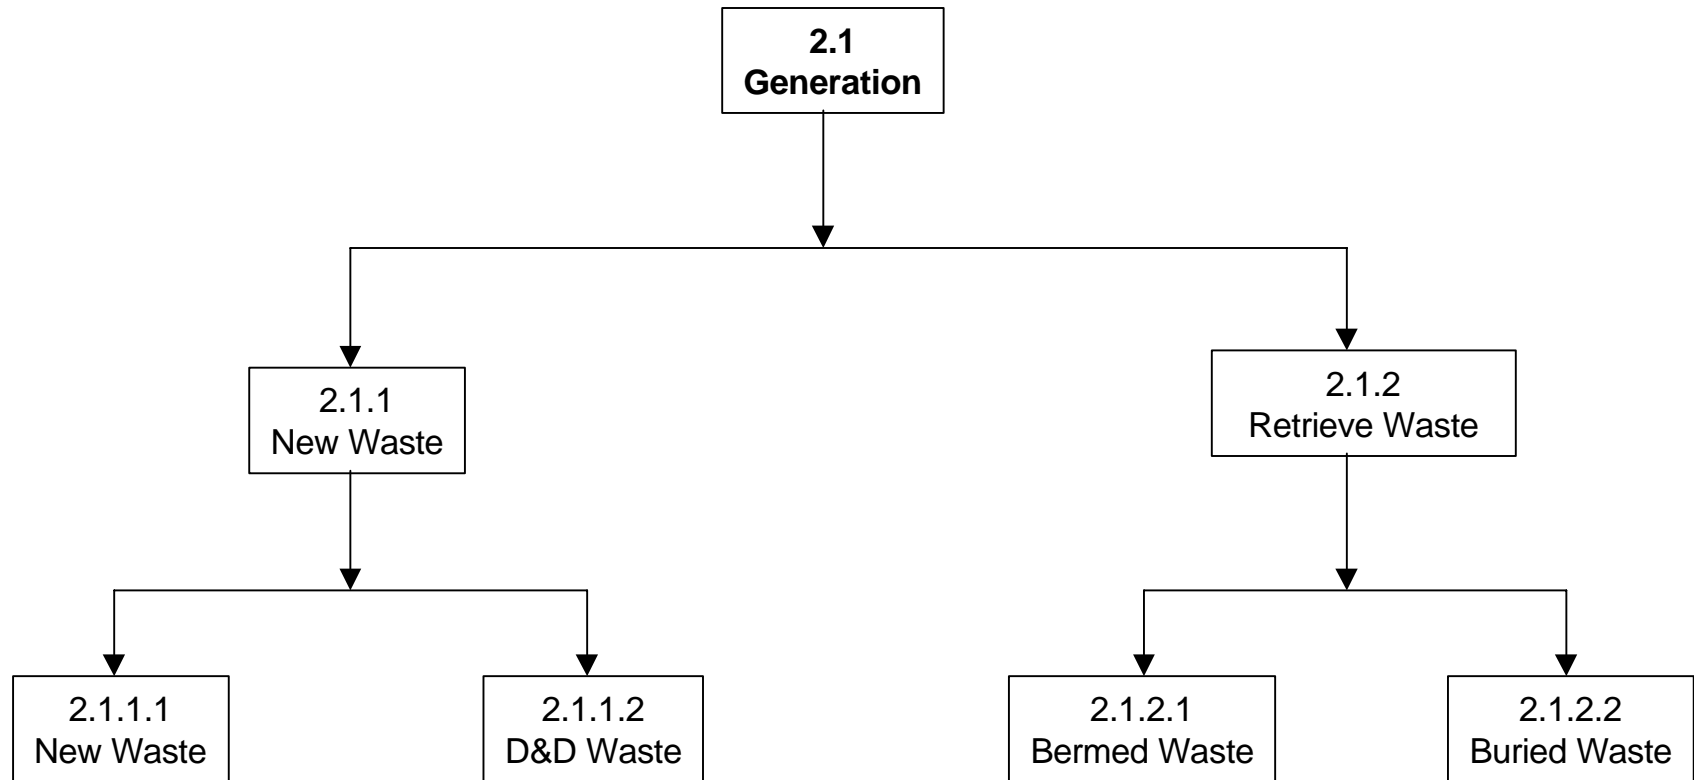 2.1
Generation
2.1.1
New Waste
2.1.2
Retrieve Waste
2.1.1.1
New Waste
2.1.1.2
D&D Waste
2.1.2.1
Bermed Waste
2.1.2.2
Buried Waste